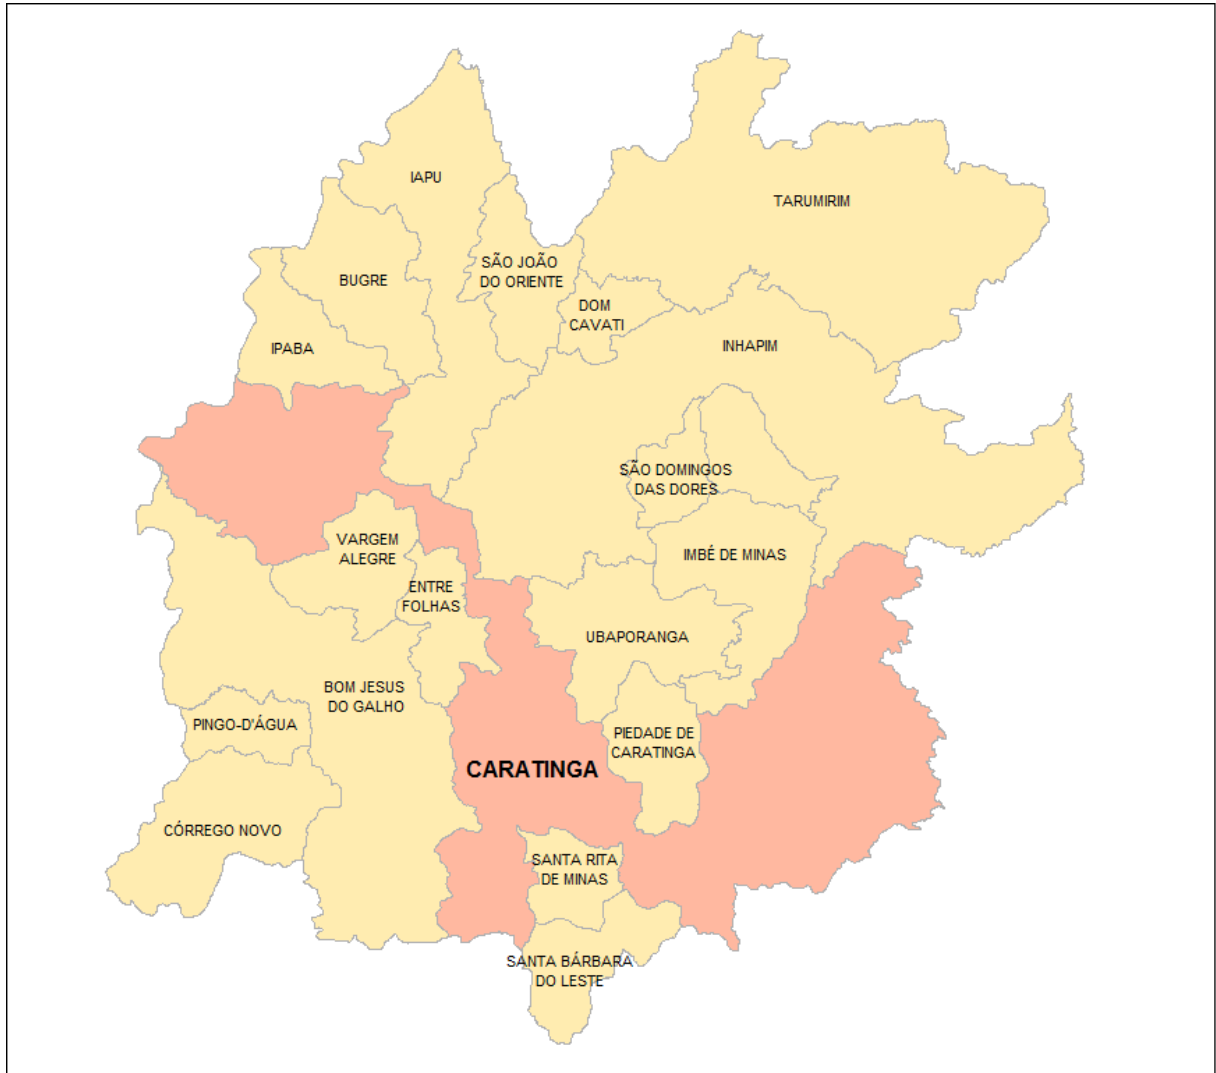 IAPU
TARUMIRIM
SÃO JOÃO
DO ORIENTE
BUGRE
DOM
CAVATI
IPABA
INHAPIM
SÃO DOMINGOS
DAS DORES
VARGEM
ALEGRE
IMBÉ DE MINAS
ENTRE
FOLHAS
UBAPORANGA
BOM JESUS
DO GALHO
PINGO-D'ÁGUA
PIEDADE DE
CARATINGA
CARATINGA
CÓRREGO NOVO
SANTA RITA
DE MINAS
SANTA BÁRBARA
DO LESTE